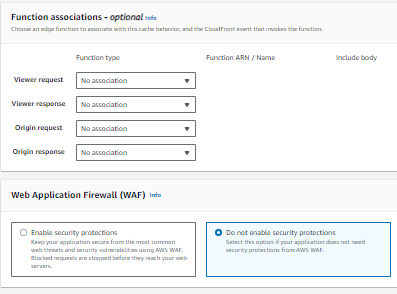 Function associations - optional Info
Choose an edge function to associate with this cache behavior, and the CloudFront event that invokes the function.
Function type Function ARN / Name Include body
Viewer request No association
Viewer response No association
Origin request No association
Origin response No association
Web Application Firewall (WAF) Info
Enable security protections
Keep your application secure from the most common
web threats and security vulnerabilities using AWS WAF.
Blocked requests are stopped before they reach your web
servers.
Do not enable security protections
Select this option if your application does not need
security protections from AWS WAF.